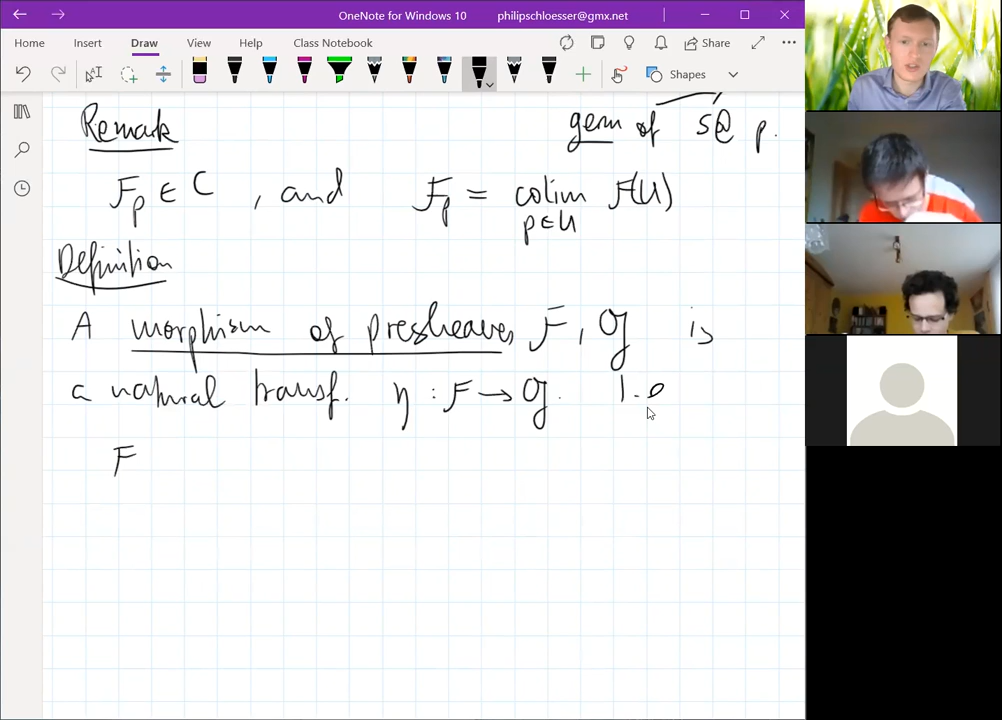 OneNote for Windows 10 philipschloesser@gmx.net
Home Insert Draw View Help Class Notebook Share
Shapes
Remark germ of s@ p.
F_p ∈ C , and F_p = colim F(U)
p∈U
Definition
A morphism of presheaves F, G is
a natural transf. η : F → G. I.e
F